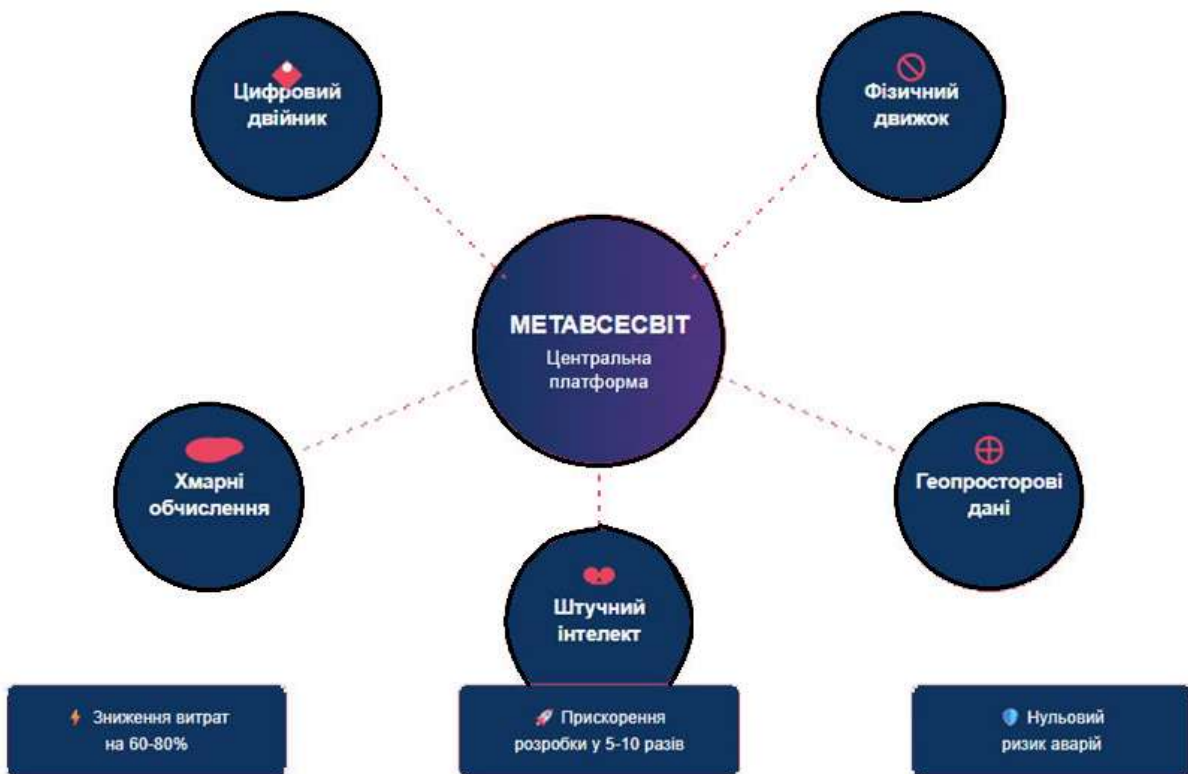 Цифровий
двійник
Фізичний
движок
МЕТАВСЕСВІТ
Центральна
платформа
Хмарні
обчислення
Геопросторові
дані
Штучний
інтелект
Зниження витрат
на 60-80%
Прискорення
розробки у 5-10 разів
Нульовий
ризик аварій